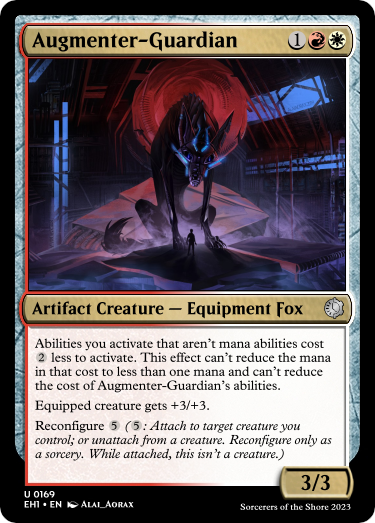 Augmenter-Guardian 1
Artifact Creature — Equipment Fox
Abilities you activate that aren't mana abilities cost
2 less to activate. This effect can't reduce the mana
in that cost to less than one mana and can't reduce
the cost of Augmenter-Guardian's abilities.
Equipped creature gets +3/+3.
Reconfigure 5 (5: Attach to target creature you
control; or unattach from a creature. Reconfigure only as
a sorcery. While attached, this isn't a creature.)
3/3
U 0169
EH1 • EN Alai_Aorax
Sorcerers of the Shore 2023